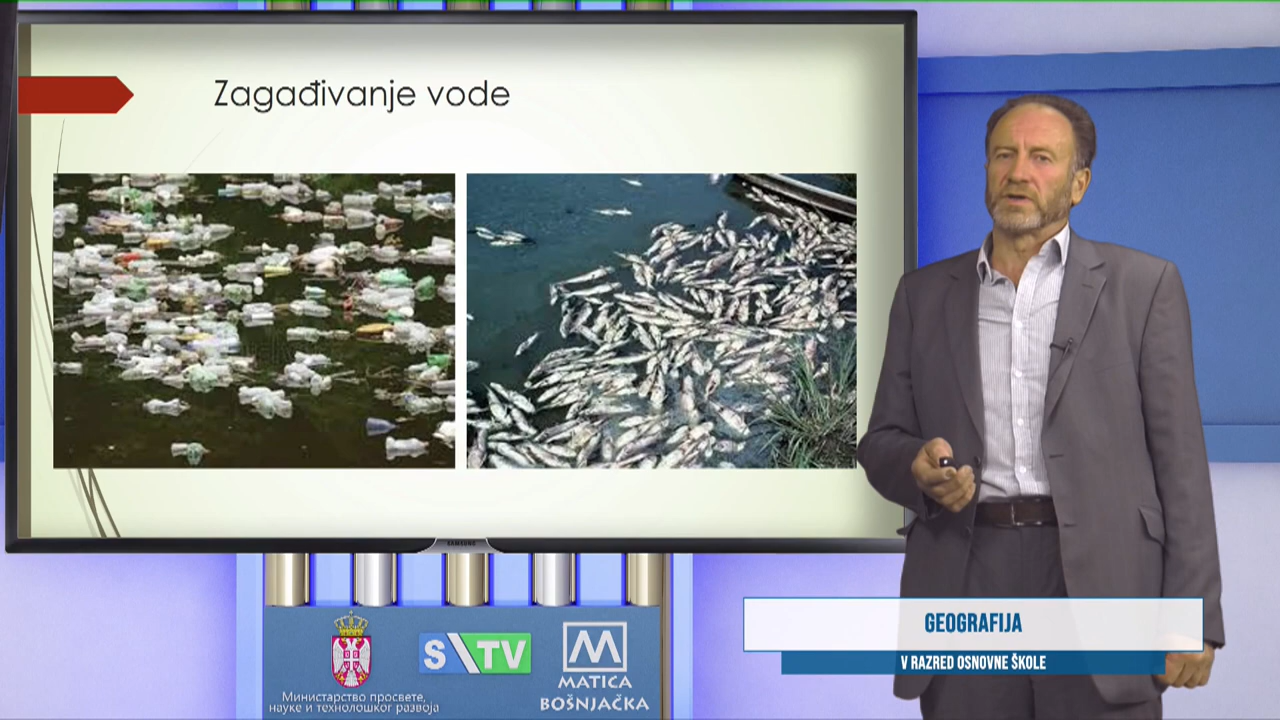 Zagađivanje vode
SAMSUNG
GEOGRAFIJA
V RAZRED OSNOVNE ŠKOLE
STV
M
MATICA
BOŠNJAČKA
Министарство просвете,
науке и технолошког развоја